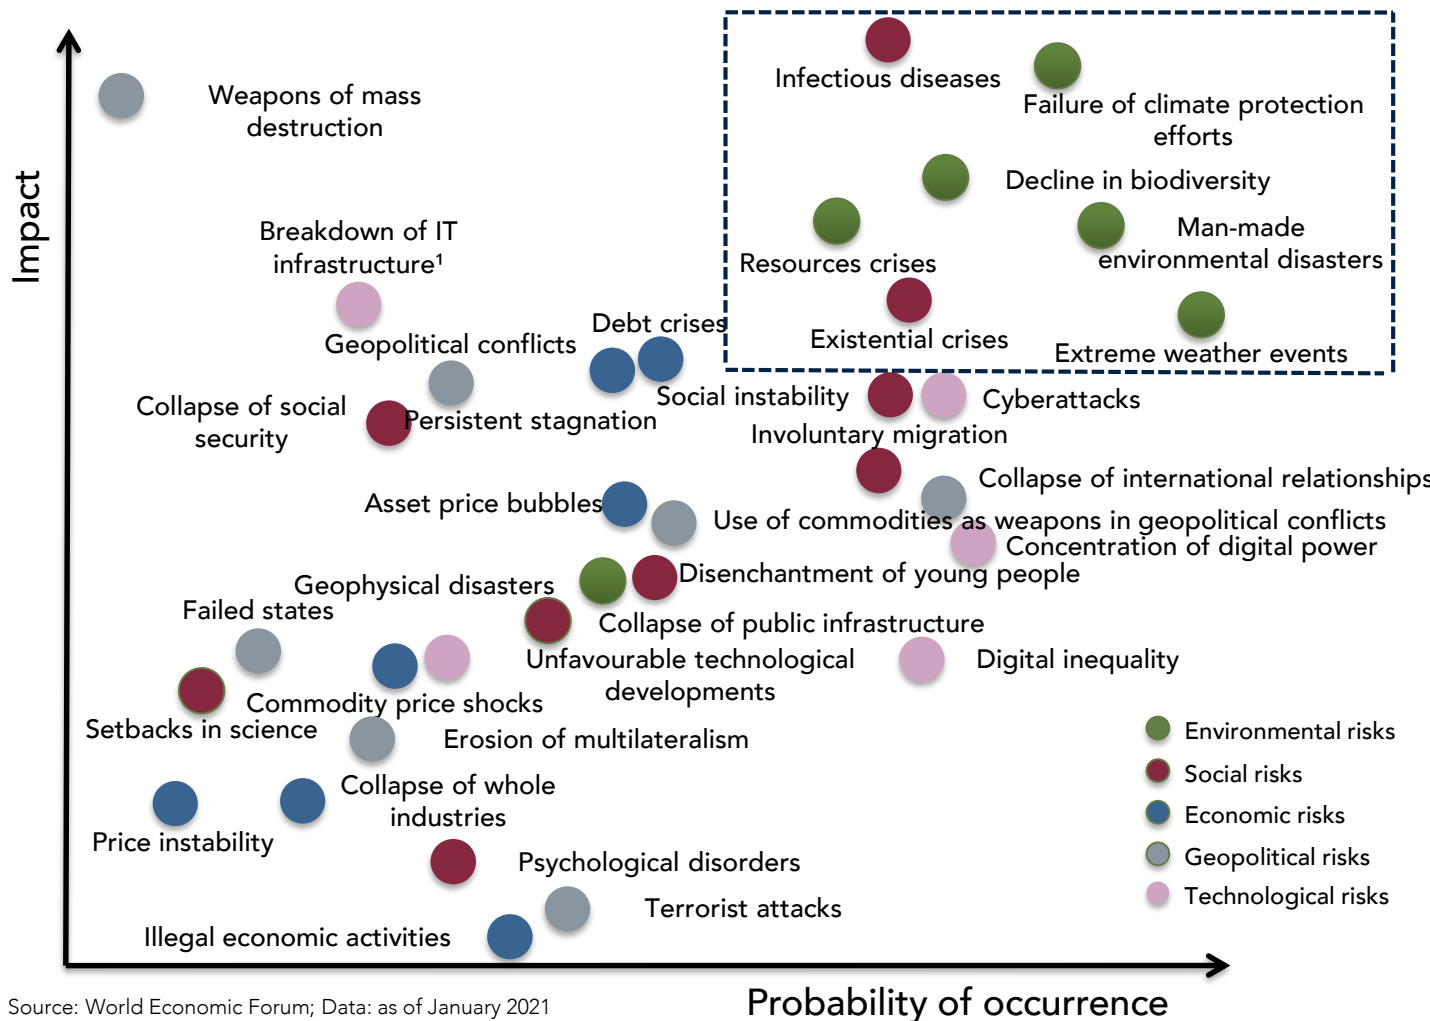 Infectious diseases
Failure of climate protection
efforts
Weapons of mass
destruction
Impact
Decline in biodiversity
Man-made
environmental disasters
Breakdown of IT
infrastructure¹
Resources crises
Debt crises
Existential crises
Geopolitical conflicts
Extreme weather events
Collapse of social
security
Persistent stagnation
Social instability
Cyberattacks
Involuntary migration
Collapse of international relationships
Asset price bubbles
Use of commodities as weapons in geopolitical conflicts
Concentration of digital power
Geophysical disasters
Disenchantment of young people
Failed states
Collapse of public infrastructure
Unfavourable technological
developments
Digital inequality
Commodity price shocks
Setbacks in science
Erosion of multilateralism
Collapse of whole
industries
Price instability
Psychological disorders
Terrorist attacks
Illegal economic activities
Environmental risks
Social risks
Economic risks
Geopolitical risks
Technological risks
Source: World Economic Forum; Data: as of January 2021
Probability of occurrence